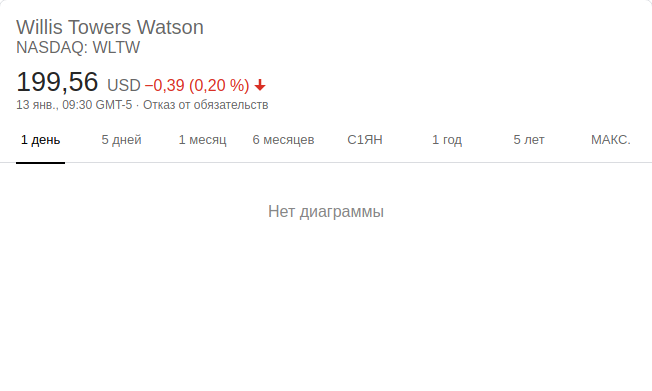 Willis Towers Watson
NASDAQ: WLTW
199,56 USD −0,39 (0,20 %)
13 янв., 09:30 GMT-5 · Отказ от обязательств
1 день 5 дней 1 месяц 6 месяцев С1ЯН 1 год 5 лет МАКС.
Нет диаграммы